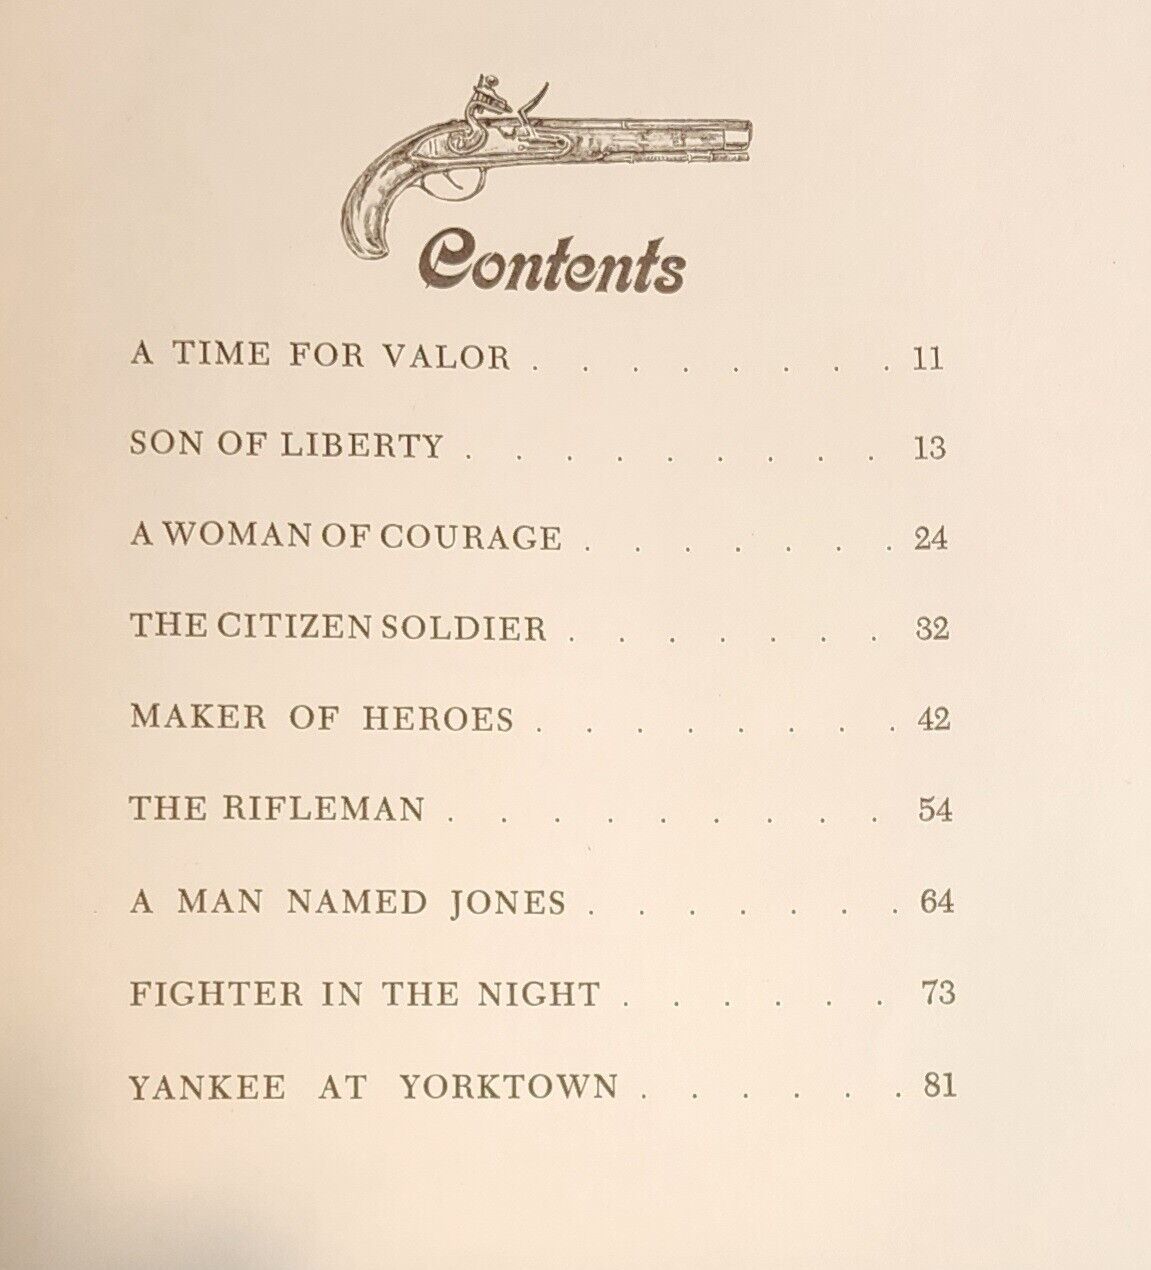 Contents
A TIME FOR VALOR . . . . . . . . 11
SON OF LIBERTY . . . . . . . . . 13
A WOMAN OF COURAGE . . . . . . . 24
THE CITIZEN SOLDIER . . . . . . . 32
MAKER OF HEROES . . . . . . . . 42
THE RIFLEMAN . . . . . . . . . 54
A MAN NAMED JONES . . . . . . . 64
FIGHTER IN THE NIGHT . . . . . . 73
YANKEE AT YORKTOWN . . . . . . 81